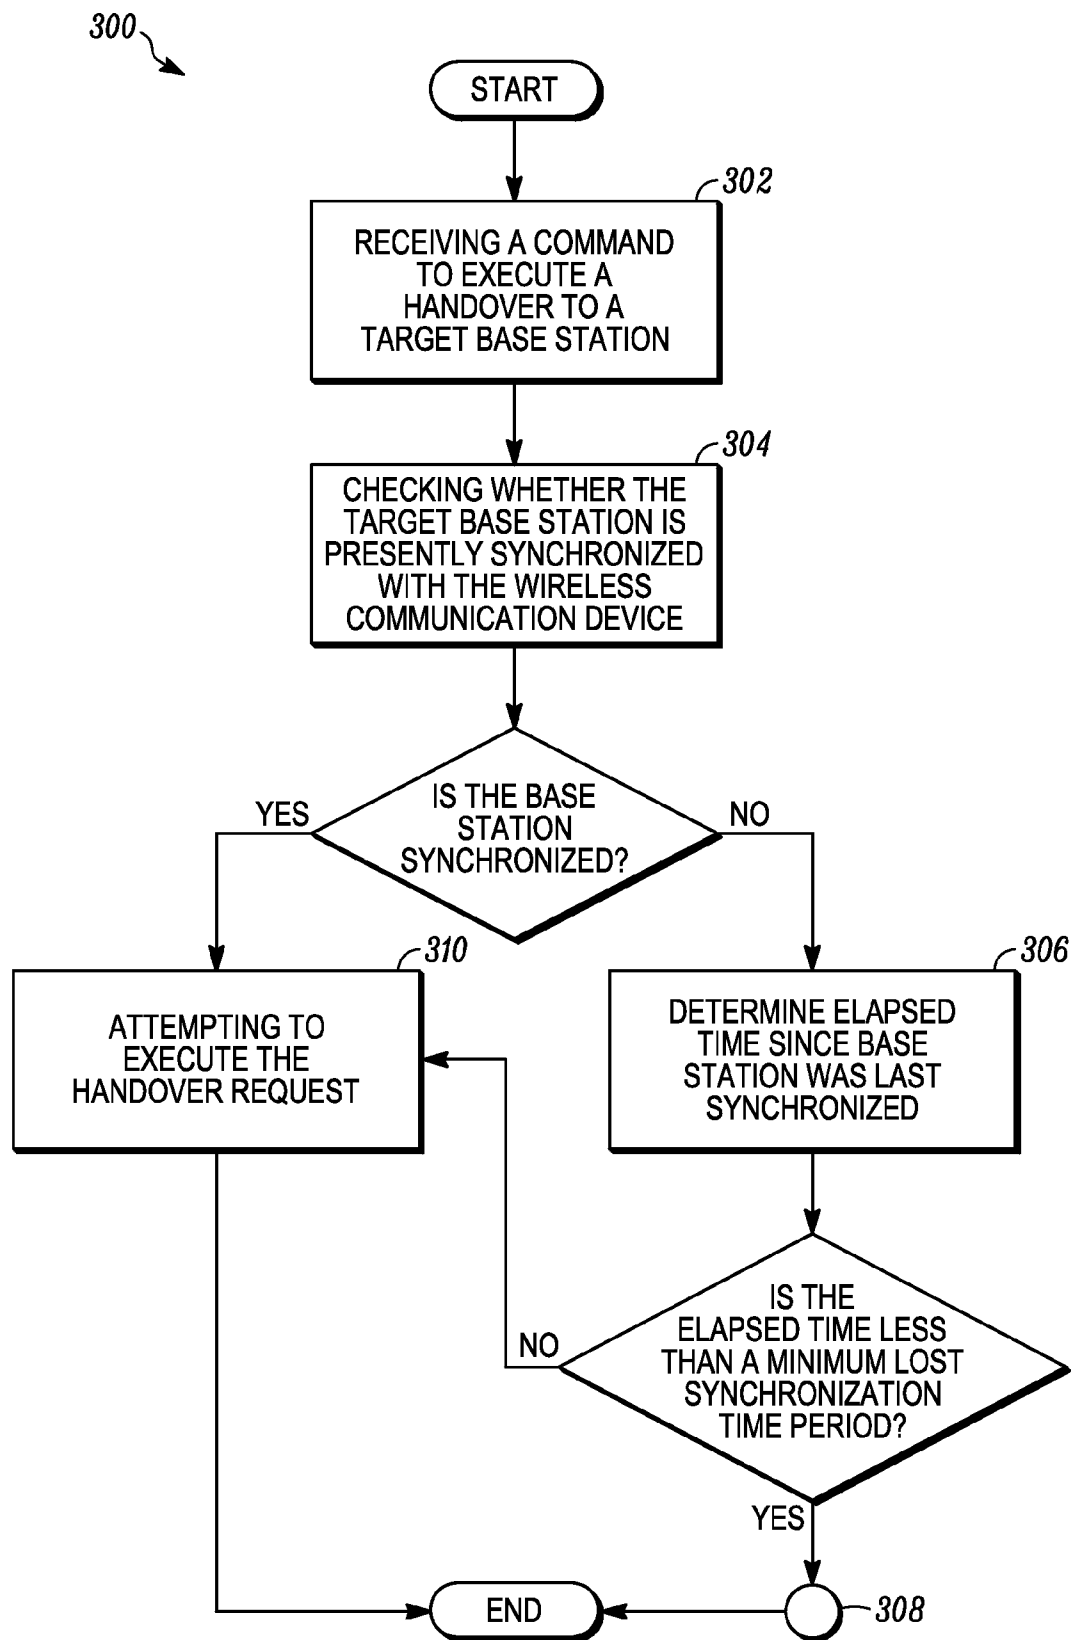 300
START
302
RECEIVING A COMMAND
TO EXECUTE A
HANDOVER TO A
TARGET BASE STATION
304
CHECKING WHETHER THE
TARGET BASE STATION IS
PRESENTLY SYNCHRONIZED
WITH THE WIRELESS
COMMUNICATION DEVICE
IS THE BASE
STATION
SYNCHRONIZED?
YES
NO
310
ATTEMPTING TO
EXECUTE THE
HANDOVER REQUEST
306
DETERMINE ELAPSED
TIME SINCE BASE
STATION WAS LAST
SYNCHRONIZED
IS THE
ELAPSED TIME LESS
THAN A MINIMUM LOST
SYNCHRONIZATION
TIME PERIOD?
NO
YES
END
308